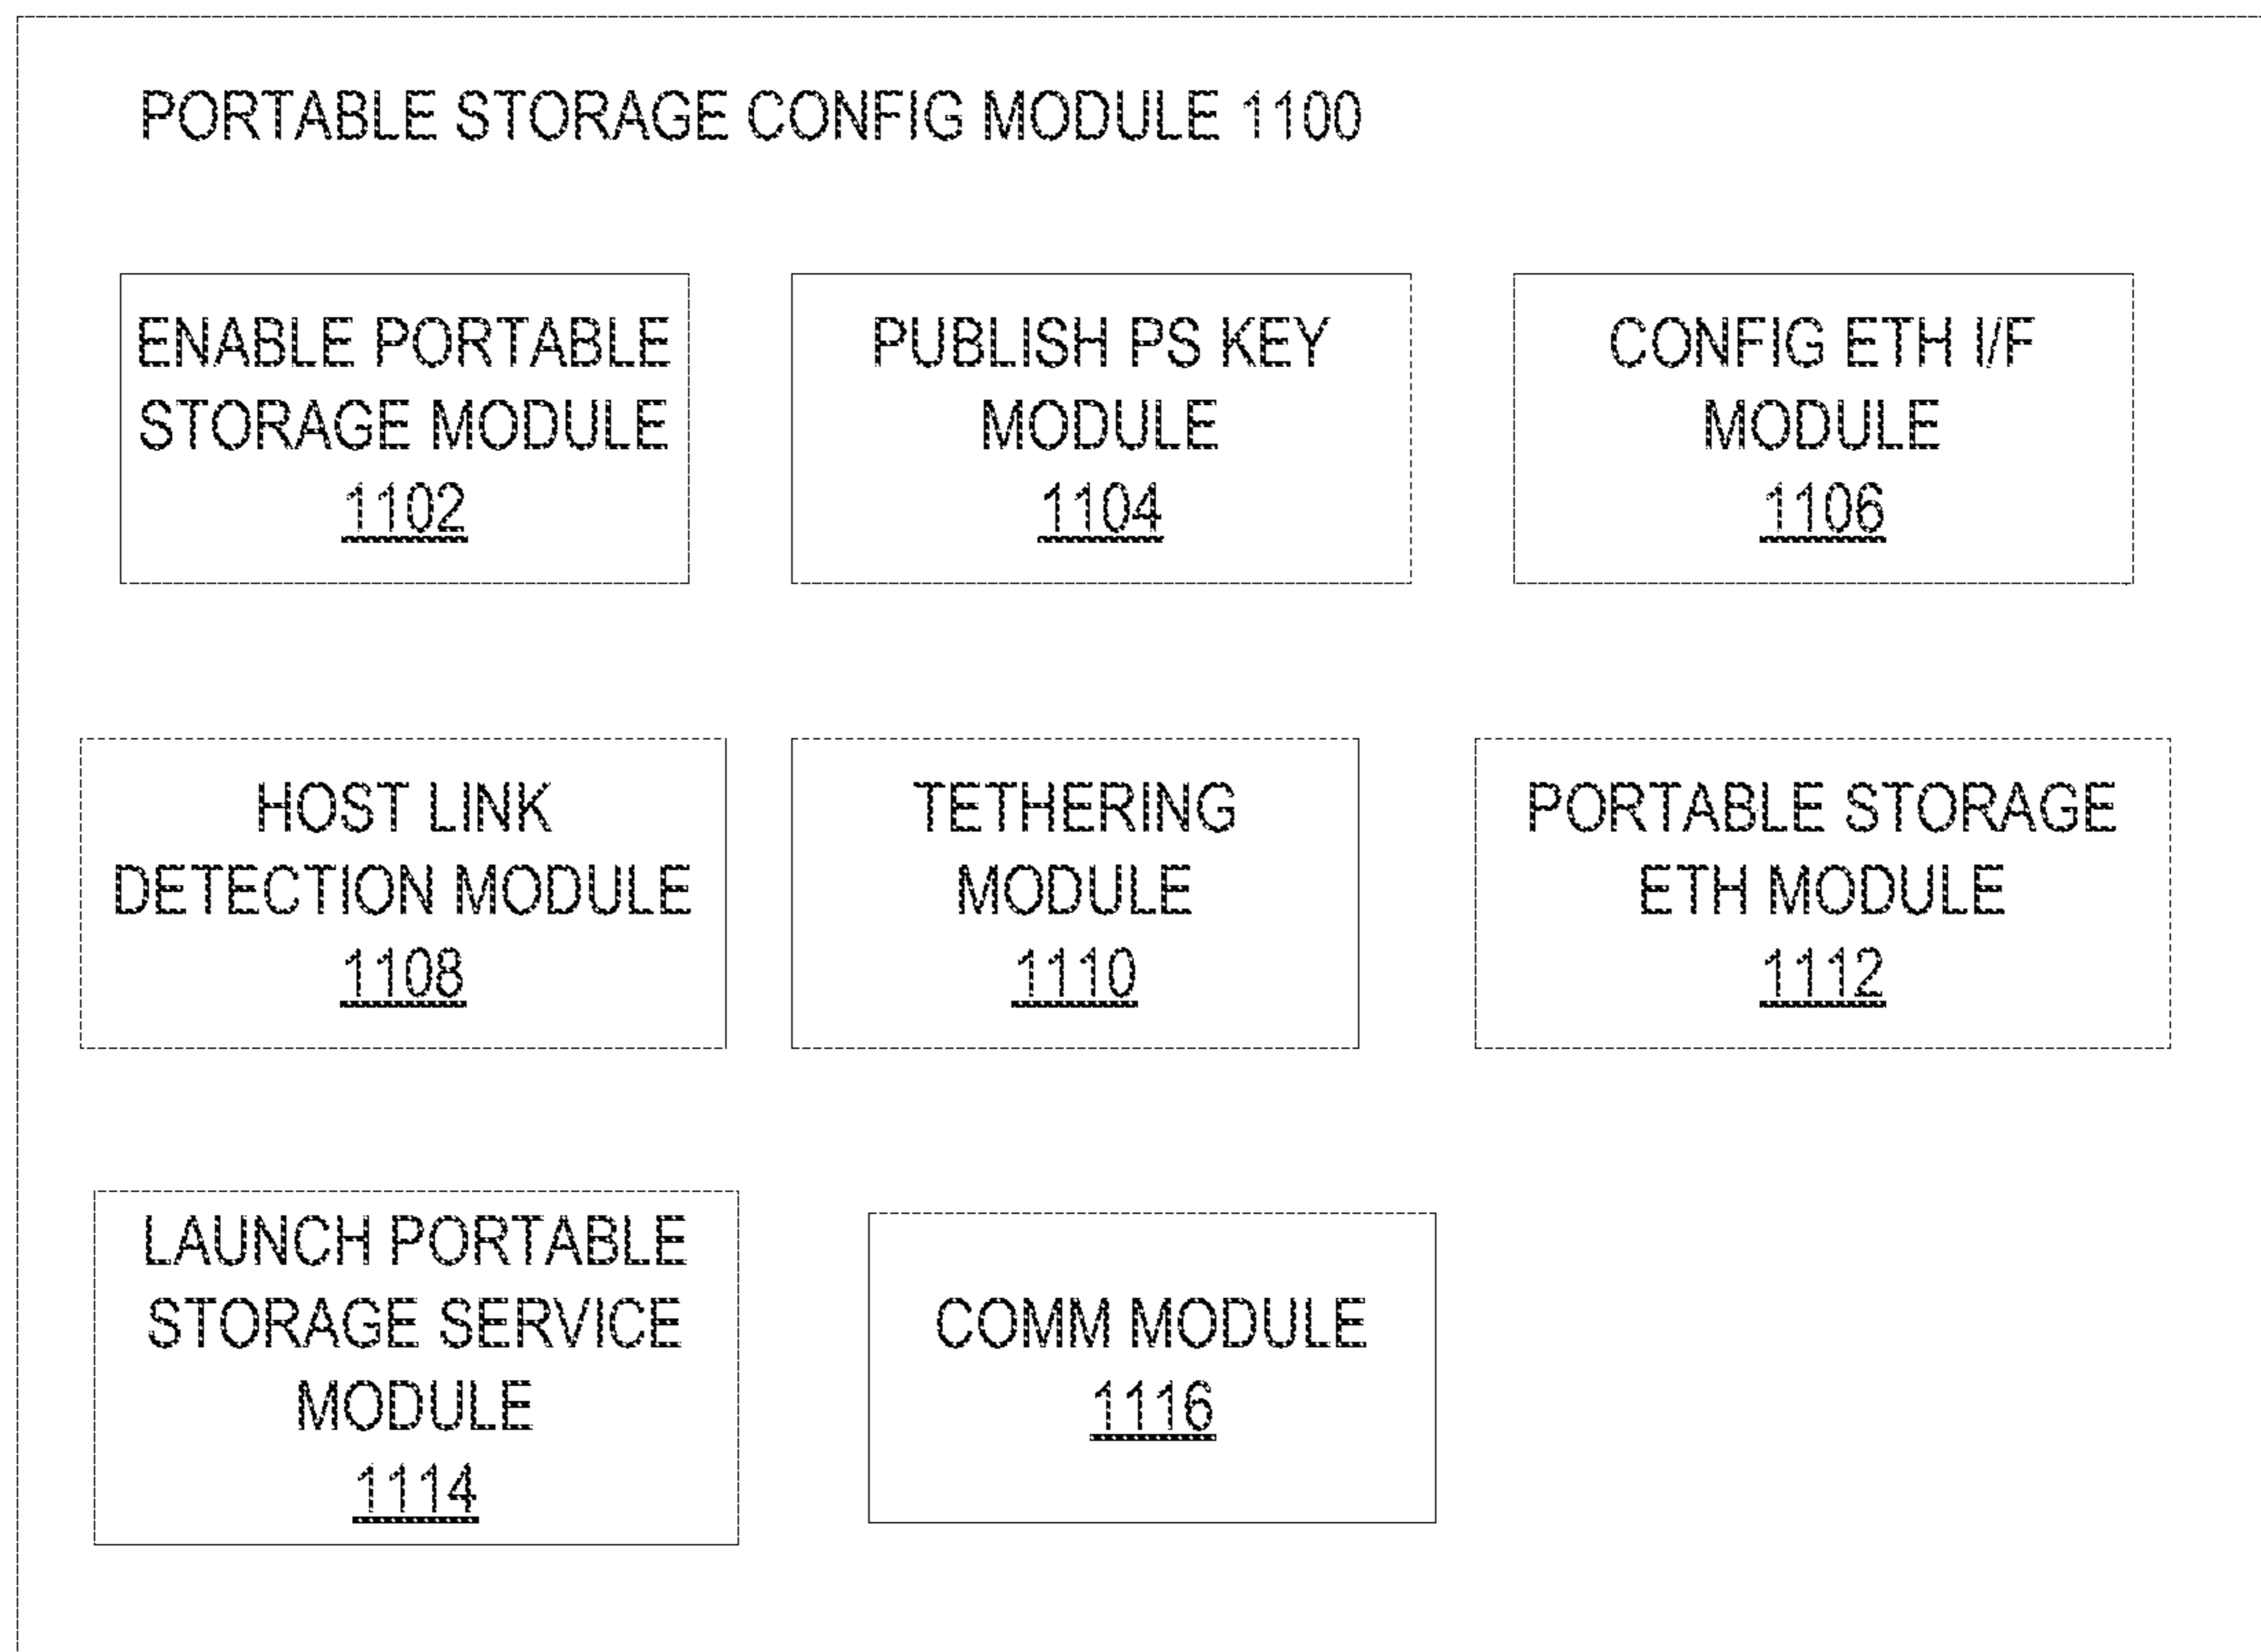 PORTABLE STORAGE CONFIG MODULE 1100
ENABLE PORTABLE
STORAGE MODULE
1102
PUBLISH PS KEY
MODULE
1104
CONFIG ETH I/F
MODULE
1106
HOST LINK
DETECTION MODULE
1108
TETHERING
MODULE
1110
PORTABLE STORAGE
ETH MODULE
1112
LAUNCH PORTABLE
STORAGE SERVICE
MODULE
1114
COMM MODULE
1116